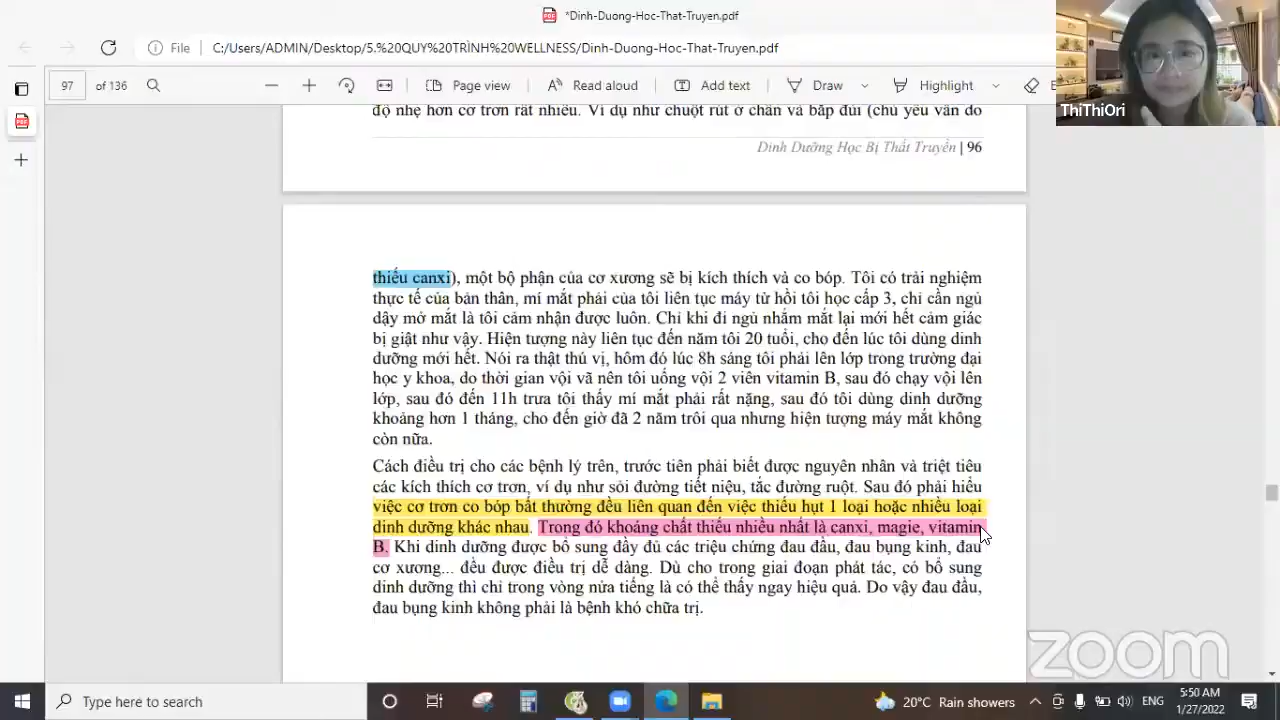 *Dinh-Duong-Hoc-That-Truyen.pdf
File | C:/Users/ADMIN/Desktop/5.%20QUY%20TRÌNH%20WELLNESS/Dinh-Duong-Hoc-That-Truyen.pdf
ThiThiOri
97 of 136 Page view Read aloud Add text Draw Highlight
độ nhẹ hơn cơ trơn rất nhiều. Ví dụ như chuột rút ở chân và bắp đùi (chủ yếu vẫn do
Dinh Dưỡng Học Bị Thất Truyền | 96
thiếu canxi), một bộ phận của cơ xương sẽ bị kích thích và co bóp. Tôi có trải nghiệm
thực tế của bản thân, mí mắt phải của tôi liên tục máy từ hồi tôi học cấp 3, chỉ cần ngủ
dậy mở mắt là tôi cảm nhận được luôn. Chỉ khi đi ngủ nhắm mắt lại mới hết cảm giác
bị giật như vậy. Hiện tượng này liên tục đến năm tôi 20 tuổi, cho đến lúc tôi dùng dinh
dưỡng mới hết. Nói ra thật thú vị, hôm đó lúc 8h sáng tôi phải lên lớp trong trường đại
học y khoa, do thời gian vội vã nên tôi uống vội 2 viên vitamin B, sau đó chạy vội lên
lớp, sau đó đến 11h trưa tôi thấy mí mắt phải rất nặng, sau đó tôi dùng dinh dưỡng
khoảng hơn 1 tháng, cho đến giờ đã 2 năm trôi qua nhưng hiện tượng máy mắt không
còn nữa.
Cách điều trị cho các bệnh lý trên, trước tiên phải biết được nguyên nhân và triệt tiêu
các kích thích cơ trơn, ví dụ như sỏi đường tiết niệu, tắc đường ruột. Sau đó phải hiểu
việc cơ trơn co bóp bất thường đều liên quan đến việc thiếu hụt 1 loại hoặc nhiều loại
dinh dưỡng khác nhau. Trong đó khoáng chất thiếu nhiều nhất là canxi, magie, vitamin
B. Khi dinh dưỡng được bổ sung đầy đủ các triệu chứng đau đầu, đau bụng kinh, đau
cơ xương... đều được điều trị dễ dàng. Dù cho trong giai đoạn phát tác, có bổ sung
dinh dưỡng thì chỉ trong vòng nửa tiếng là có thể thấy ngay hiệu quả. Do vậy đau đầu,
đau bụng kinh không phải là bệnh khó chữa trị.
zoom
Type here to search
20°C Rain showers
ENG
5:50 AM
1/27/2022